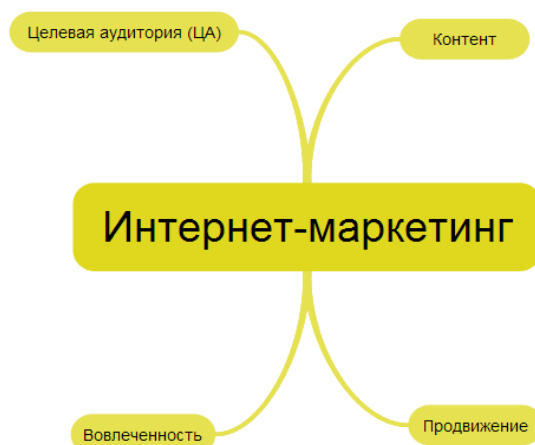 Целевая аудитория (ЦА)
Контент
Интернет-маркетинг
Вовлеченность
Продвижение